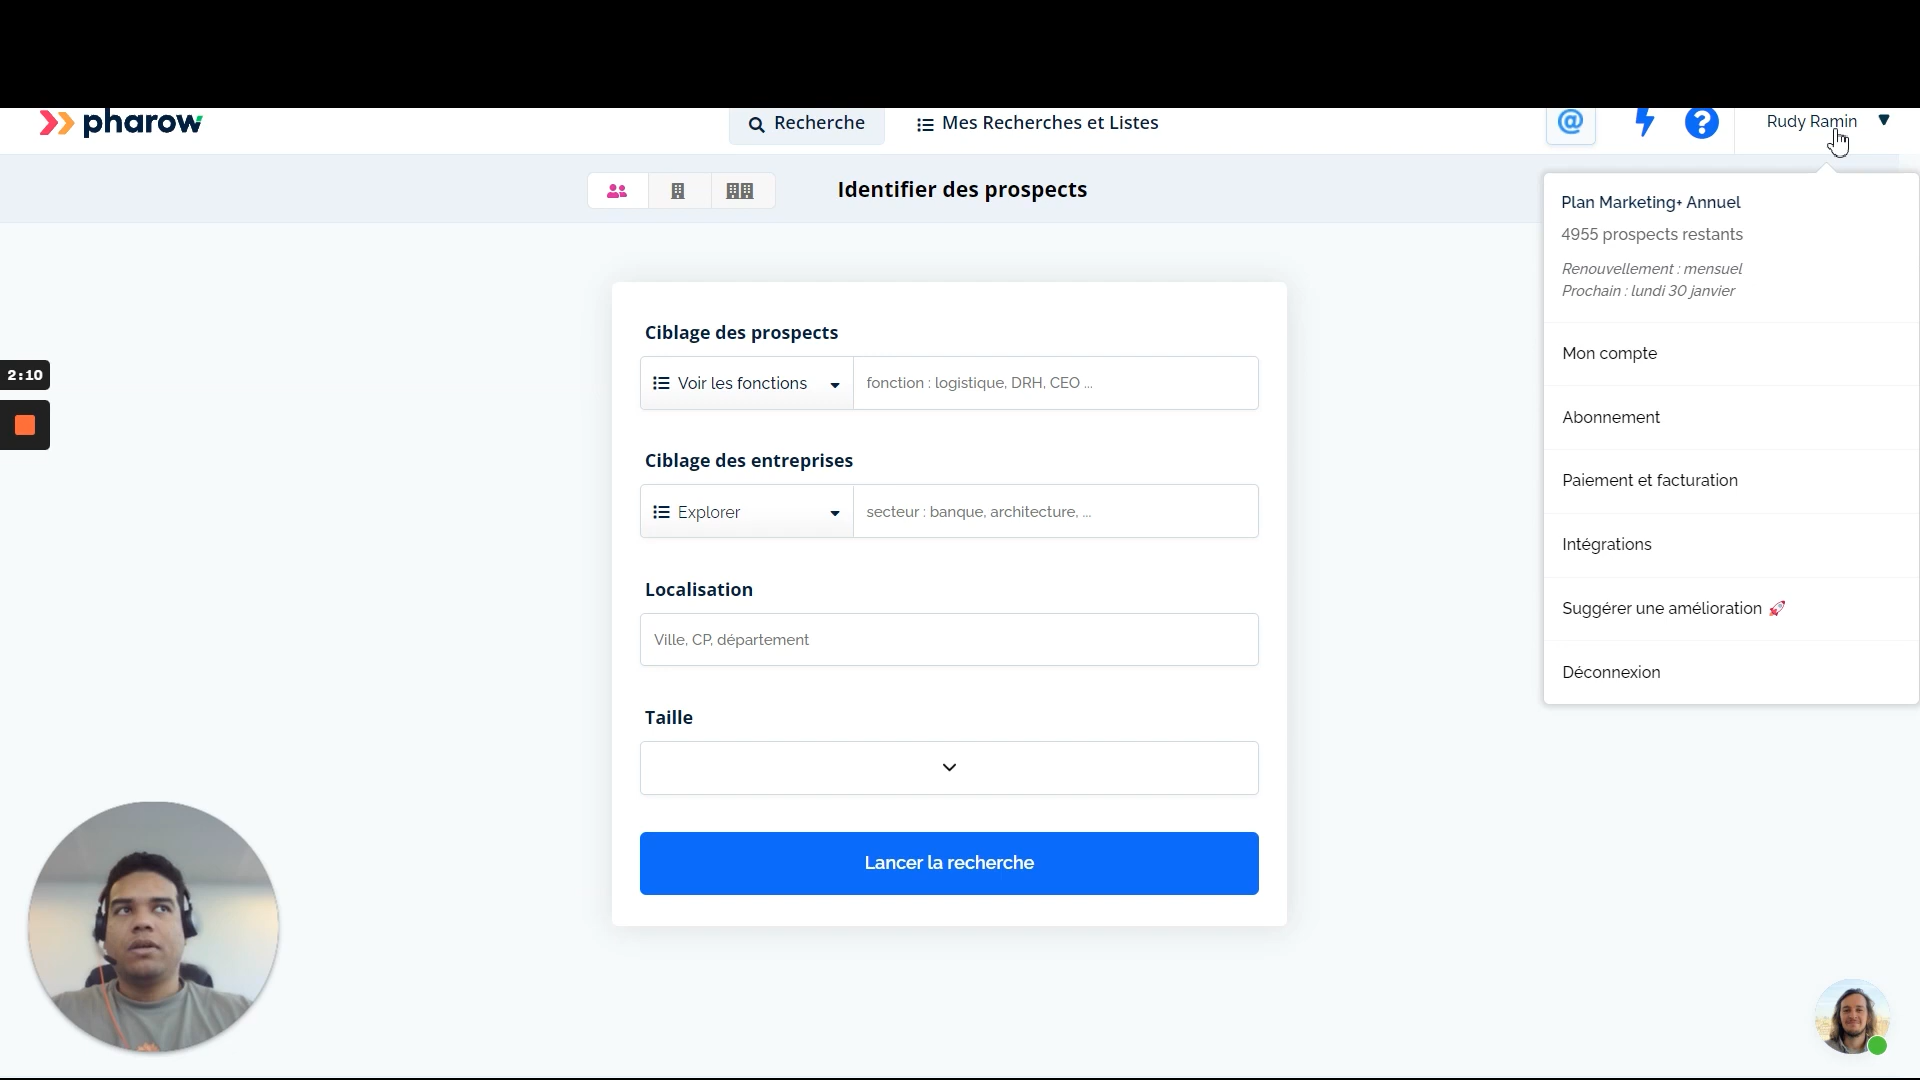 pharow
Recherche
Mes Recherches et Listes
@
?
Rudy Ramin
Identifier des prospects
Plan Marketing+ Annuel
4955 prospects restants
Renouvellement : mensuel
Prochain : lundi 30 janvier
Mon compte
Abonnement
Paiement et facturation
Intégrations
Suggérer une amélioration 🚀
Déconnexion
Ciblage des prospects
Voir les fonctions
fonction : logistique, DRH, CEO ...
2:10
Ciblage des entreprises
Explorer
secteur : banque, architecture, ...
Localisation
Ville, CP, département
Taille
Lancer la recherche